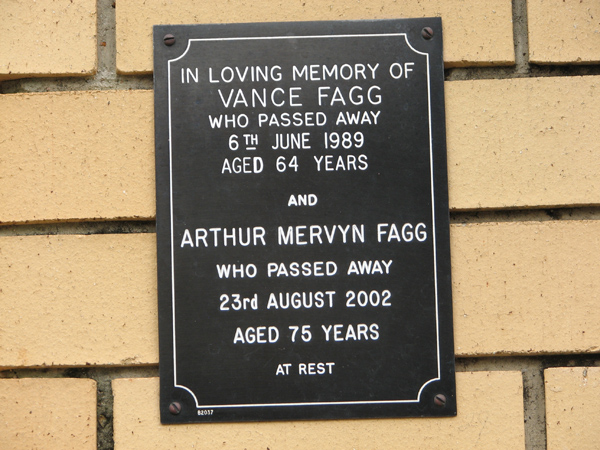 IN LOVING MEMORY OF
VANCE FAGG
WHO PASSED AWAY
6TH JUNE 1989
AGED 64 YEARS
AND
ARTHUR MERVYN FAGG
WHO PASSED AWAY
23rd AUGUST 2002
AGED 75 YEARS
AT REST
82037